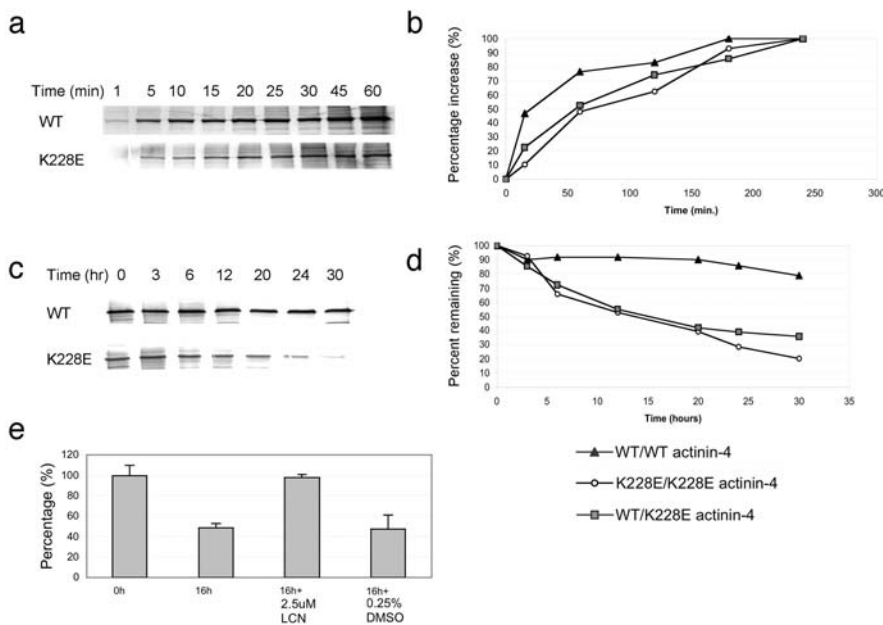 a
Time (min) 1 5 10 15 20 25 30 45 60
WT
K228E
b
Percentage increase (%)
100
90
80
70
60
50
40
30
20
10
0
0 50 100 150 200 250 300
Time (min.)
c
Time (hr) 0 3 6 12 20 24 30
WT
K228E
d
Percent remaining (%)
100
90
80
70
60
50
40
30
20
10
0
0 5 10 15 20 25 30 35
Time (hours)
WT/WT actinin-4
K228E/K228E actinin-4
WT/K228E actinin-4
e
Percentage (%)
120
100
80
60
40
20
0
0h 16h 16h+ 16h+
2.5uM 0.25%
LCN DMSO